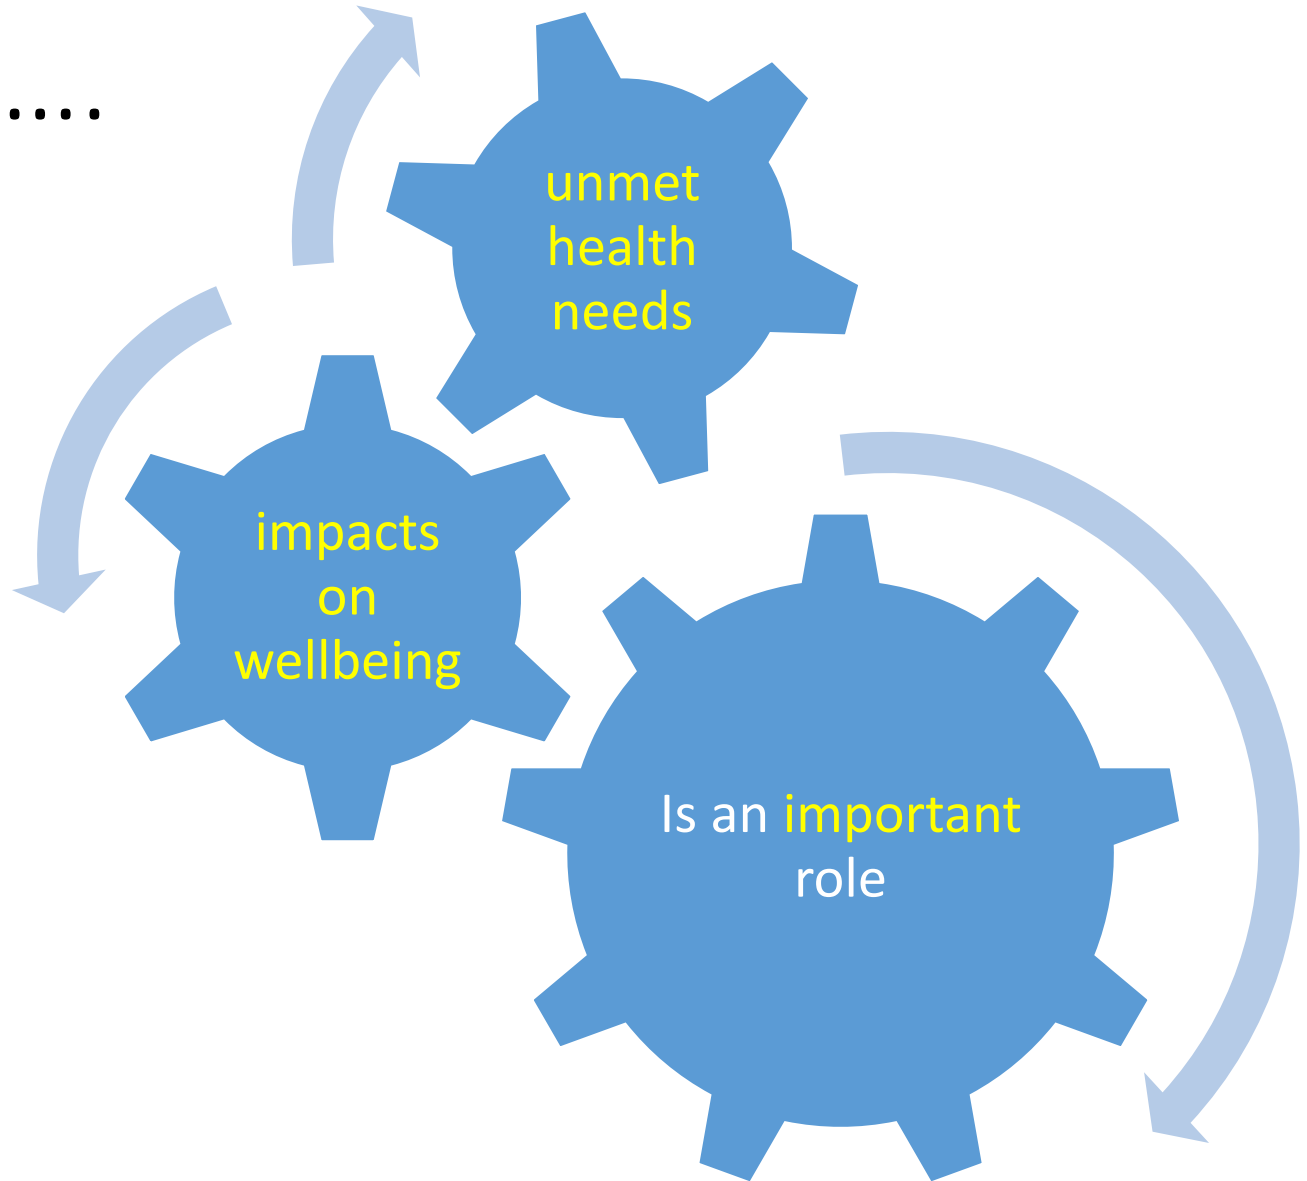 ....
unmet
health
needs
impacts
on
wellbeing
Is an important
role